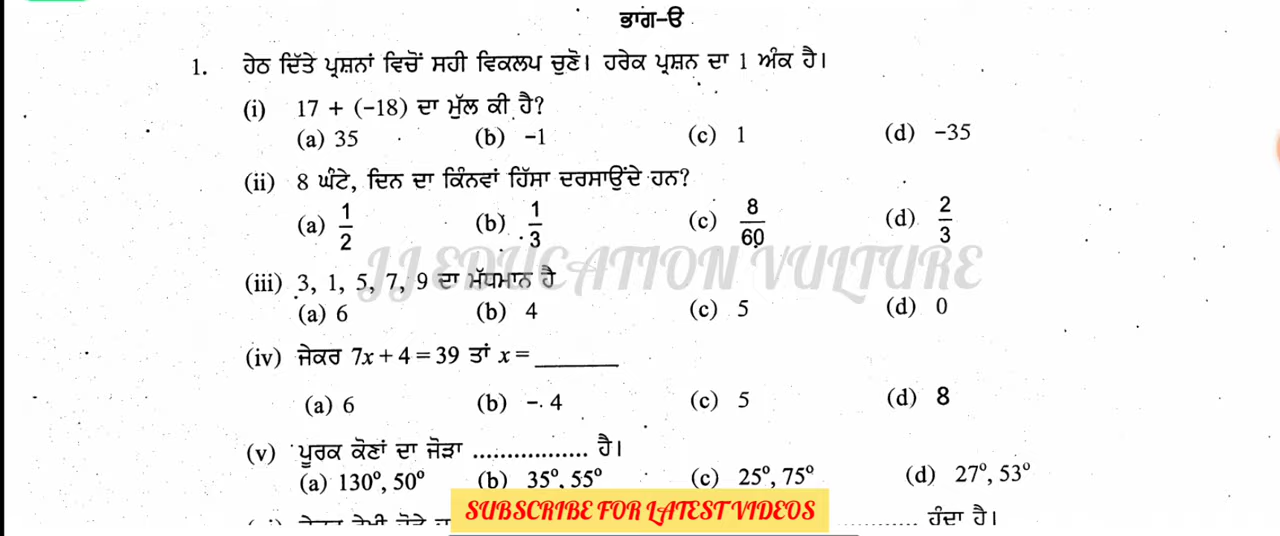 ਭਾਗ-ੳ
1. ਹੇਠ ਦਿੱਤੇ ਪ੍ਰਸ਼ਨਾਂ ਵਿਚੋਂ ਸਹੀ ਵਿਕਲਪ ਚੁਣੋ। ਹਰੇਕ ਪ੍ਰਸ਼ਨ ਦਾ 1 ਅੰਕ ਹੈ।
(i) 17 + (-18) ਦਾ ਮੁੱਲ ਕੀ ਹੈ?
(a) 35 (b) -1 (c) 1 (d) -35
(ii) 8 ਘੰਟੇ, ਦਿਨ ਦਾ ਕਿੰਨਵਾਂ ਹਿੱਸਾ ਦਰਸਾਉਂਦੇ ਹਨ?
(a) 1/2 (b) 1/3 (c) 8/60 (d) 2/3
JJ EDUCATION VULTURE
(iii) 3, 1, 5, 7, 9 ਦਾ ਮੱਧਮਾਨ ਹੈ
(a) 6 (b) 4 (c) 5 (d) 0
(iv) ਜੇਕਰ 7x + 4 = 39 ਤਾਂ x = ______
(a) 6 (b) -4 (c) 5 (d) 8
(v) ਪੂਰਕ ਕੋਣਾਂ ਦਾ ਜੋੜਾ ................. ਹੈ।
(a) 130°, 50° (b) 35°, 55° (c) 25°, 75° (d) 27°, 53°
.......... ਹੁੰਦਾ ਹੈ।
SUBSCRIBE FOR LATEST VIDEOS